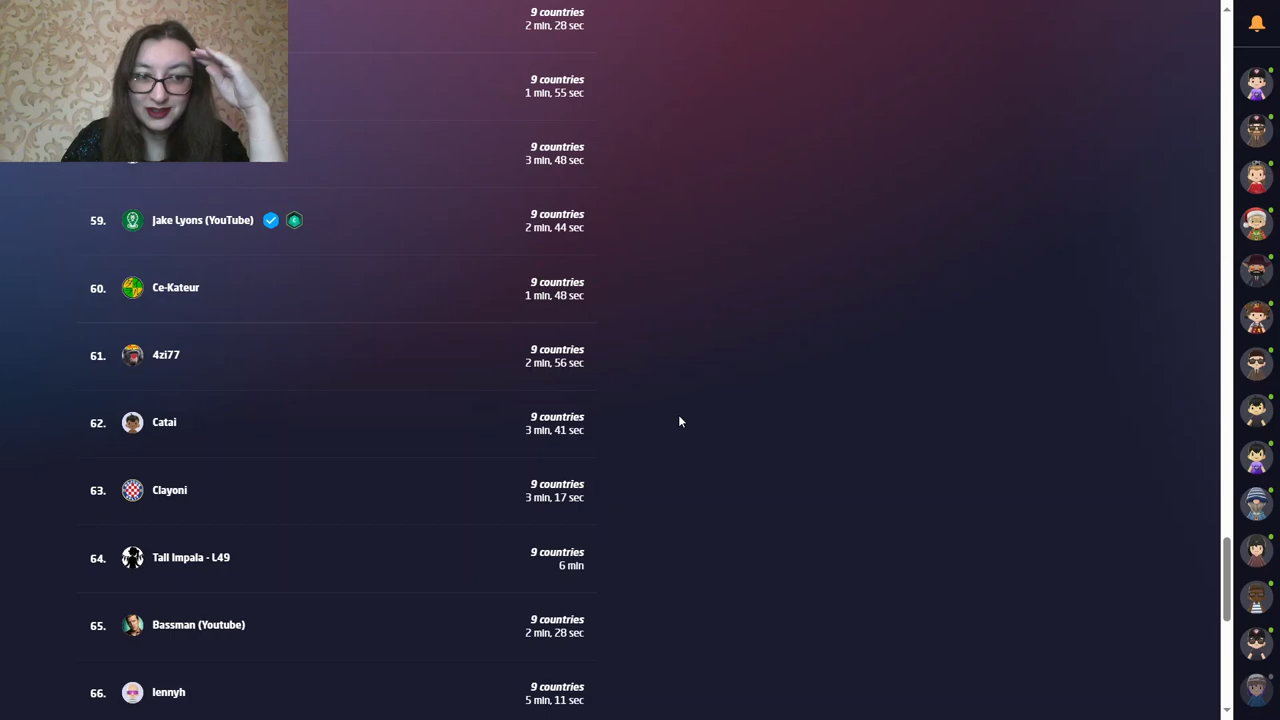 9 countries
2 min, 28 sec
9 countries
1 min, 55 sec
9 countries
3 min, 48 sec
59. Jake Lyons (YouTube) 9 countries
2 min, 44 sec
60. Ce-Kateur 9 countries
1 min, 48 sec
61. 4zi77 9 countries
2 min, 56 sec
62. Catai 9 countries
3 min, 41 sec
63. Clayoni 9 countries
3 min, 17 sec
64. Tall Impala - L49 9 countries
6 min
65. Bassman (Youtube) 9 countries
2 min, 28 sec
66. lennyh 9 countries
5 min, 11 sec